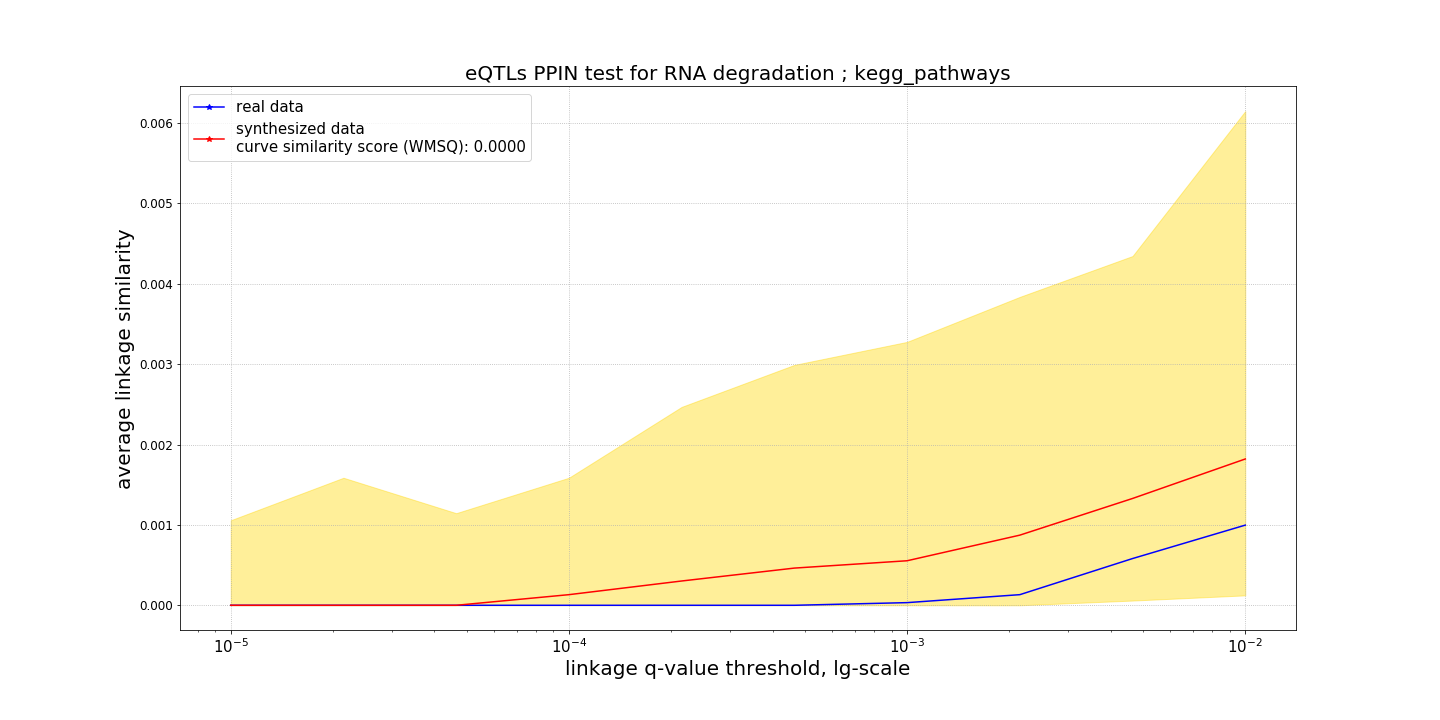 eQTLs PPIN test for RNA degradation ; kegg_pathways
real data
synthesized data
curve similarity score (WMSQ): 0.0000
average linkage similarity
0.006
0.005
0.004
0.003
0.002
0.001
0.000
10⁻⁵ 10⁻⁴ 10⁻³ 10⁻²
linkage q-value threshold, lg-scale